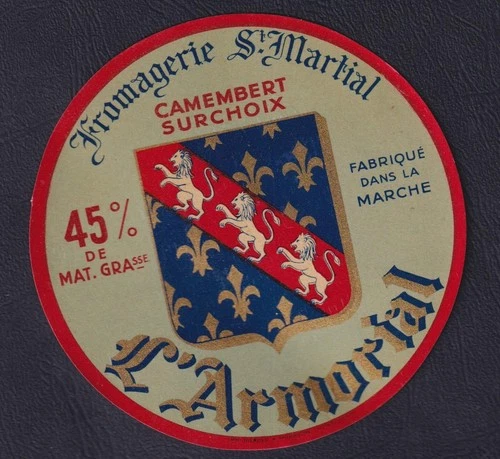 Fromagerie St Martial
CAMEMBERT
SURCHOIX
FABRIQUÉ
DANS LA
MARCHE
45%
DE
MAT. GRASSE
L'Armorial